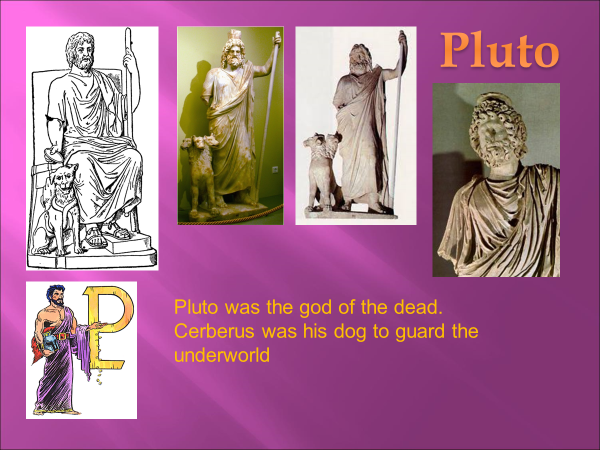 Pluto
Pluto was the god of the dead.
Cerberus was his dog to guard the
underworld